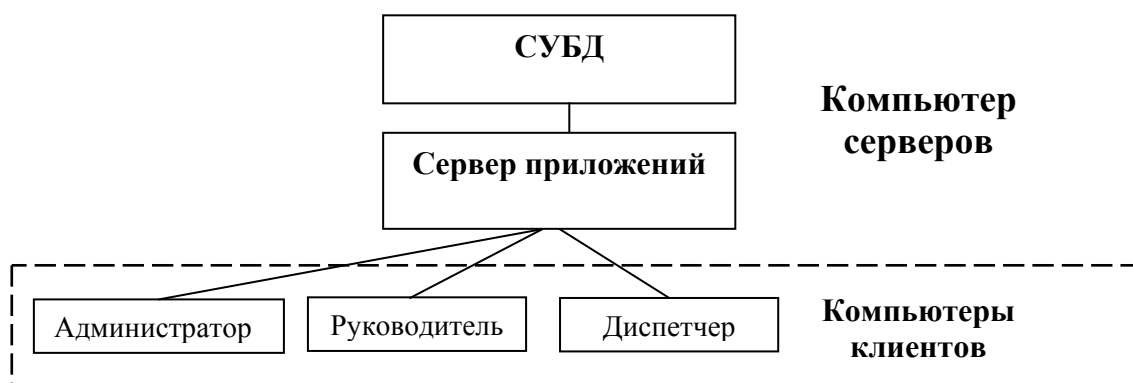 СУБД
Компьютер
серверов
Сервер приложений
Администратор
Руководитель
Диспетчер
Компьютеры
клиентов